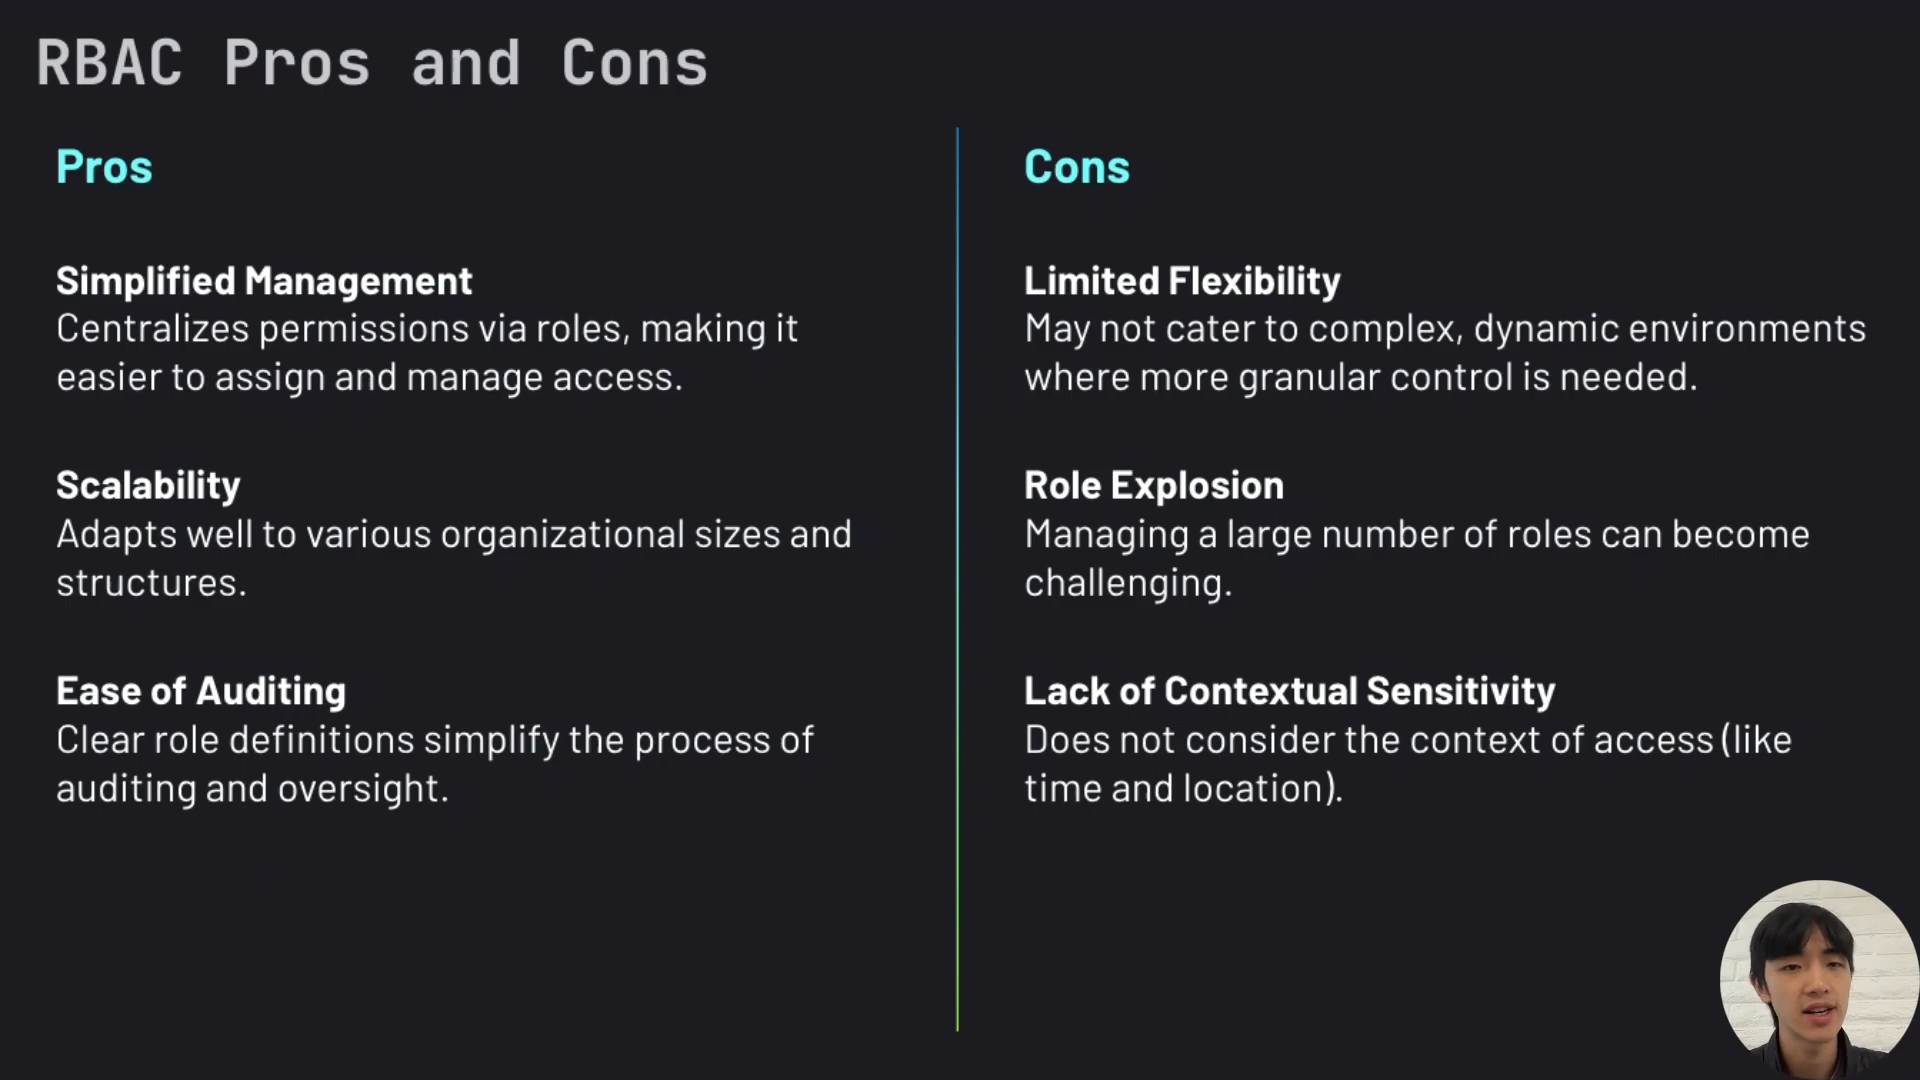 RBAC Pros and Cons
Pros
Simplified Management
Centralizes permissions via roles, making it
easier to assign and manage access.
Scalability
Adapts well to various organizational sizes and
structures.
Ease of Auditing
Clear role definitions simplify the process of
auditing and oversight.
Cons
Limited Flexibility
May not cater to complex, dynamic environments
where more granular control is needed.
Role Explosion
Managing a large number of roles can become
challenging.
Lack of Contextual Sensitivity
Does not consider the context of access (like
time and location).